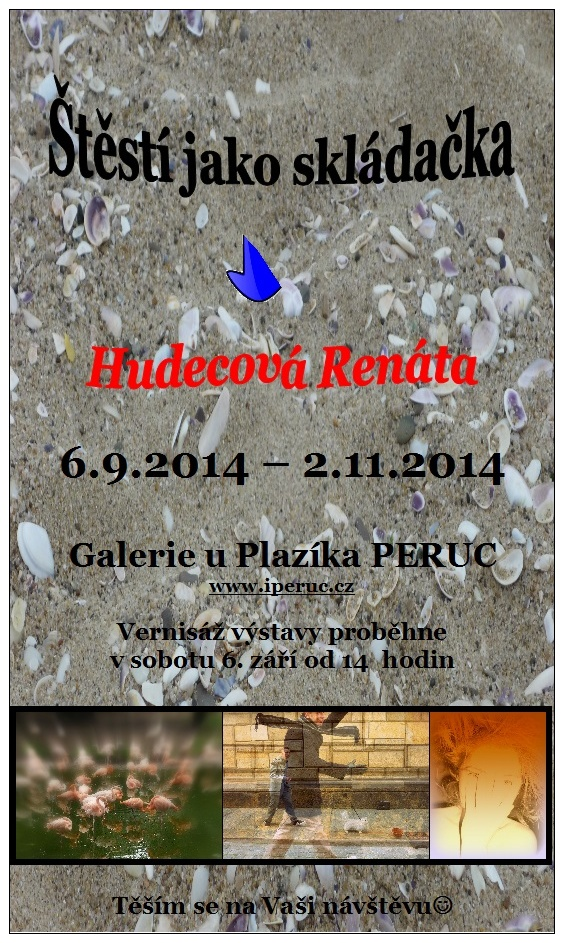 Štěstí jako skládačka
Hudecová Renáta
6.9.2014 – 2.11.2014
Galerie u Plazíka PERUC
www.iperuc.cz
Vernisáž výstavy proběhne
v sobotu 6. září od 14 hodin
Těším se na Vaši návštěvu☺